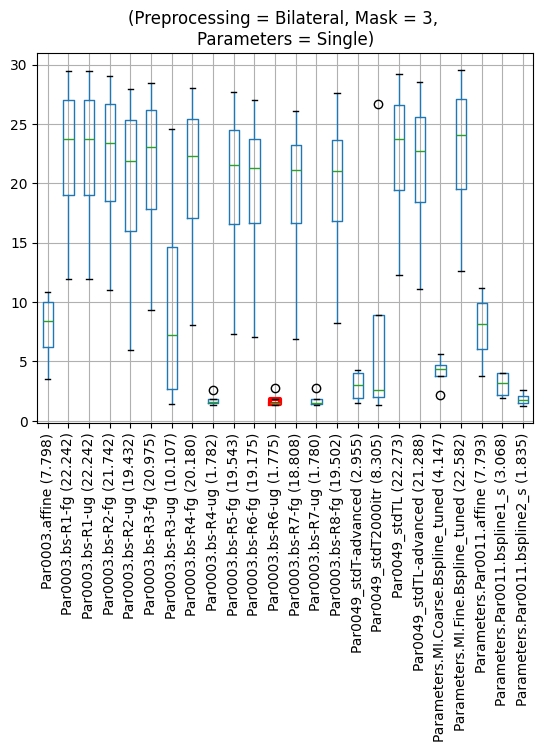 (Preprocessing = Bilateral, Mask = 3,
Parameters = Single)
30
25
20
15
10
5
0
Par0003.affine (7.798)
Par0003.bs-R1-fg (22.242)
Par0003.bs-R1-ug (22.242)
Par0003.bs-R2-fg (21.742)
Par0003.bs-R2-ug (19.432)
Par0003.bs-R3-fg (20.975)
Par0003.bs-R3-ug (10.107)
Par0003.bs-R4-fg (20.180)
Par0003.bs-R4-ug (1.782)
Par0003.bs-R5-fg (19.543)
Par0003.bs-R6-fg (19.175)
Par0003.bs-R6-ug (1.775)
Par0003.bs-R7-fg (18.808)
Par0003.bs-R7-ug (1.780)
Par0003.bs-R8-fg (19.502)
Par0049_stdT-advanced (2.955)
Par0049_stdT2000itr (8.305)
Par0049_stdTL (22.273)
Par0049_stdTL-advanced (21.288)
Parameters.MI.Coarse.Bspline_tuned (4.147)
Parameters.MI.Fine.Bspline_tuned (22.582)
Parameters.Par0011.affine (7.793)
Parameters.Par0011.bspline1_s (3.068)
Parameters.Par0011.bspline2_s (1.835)